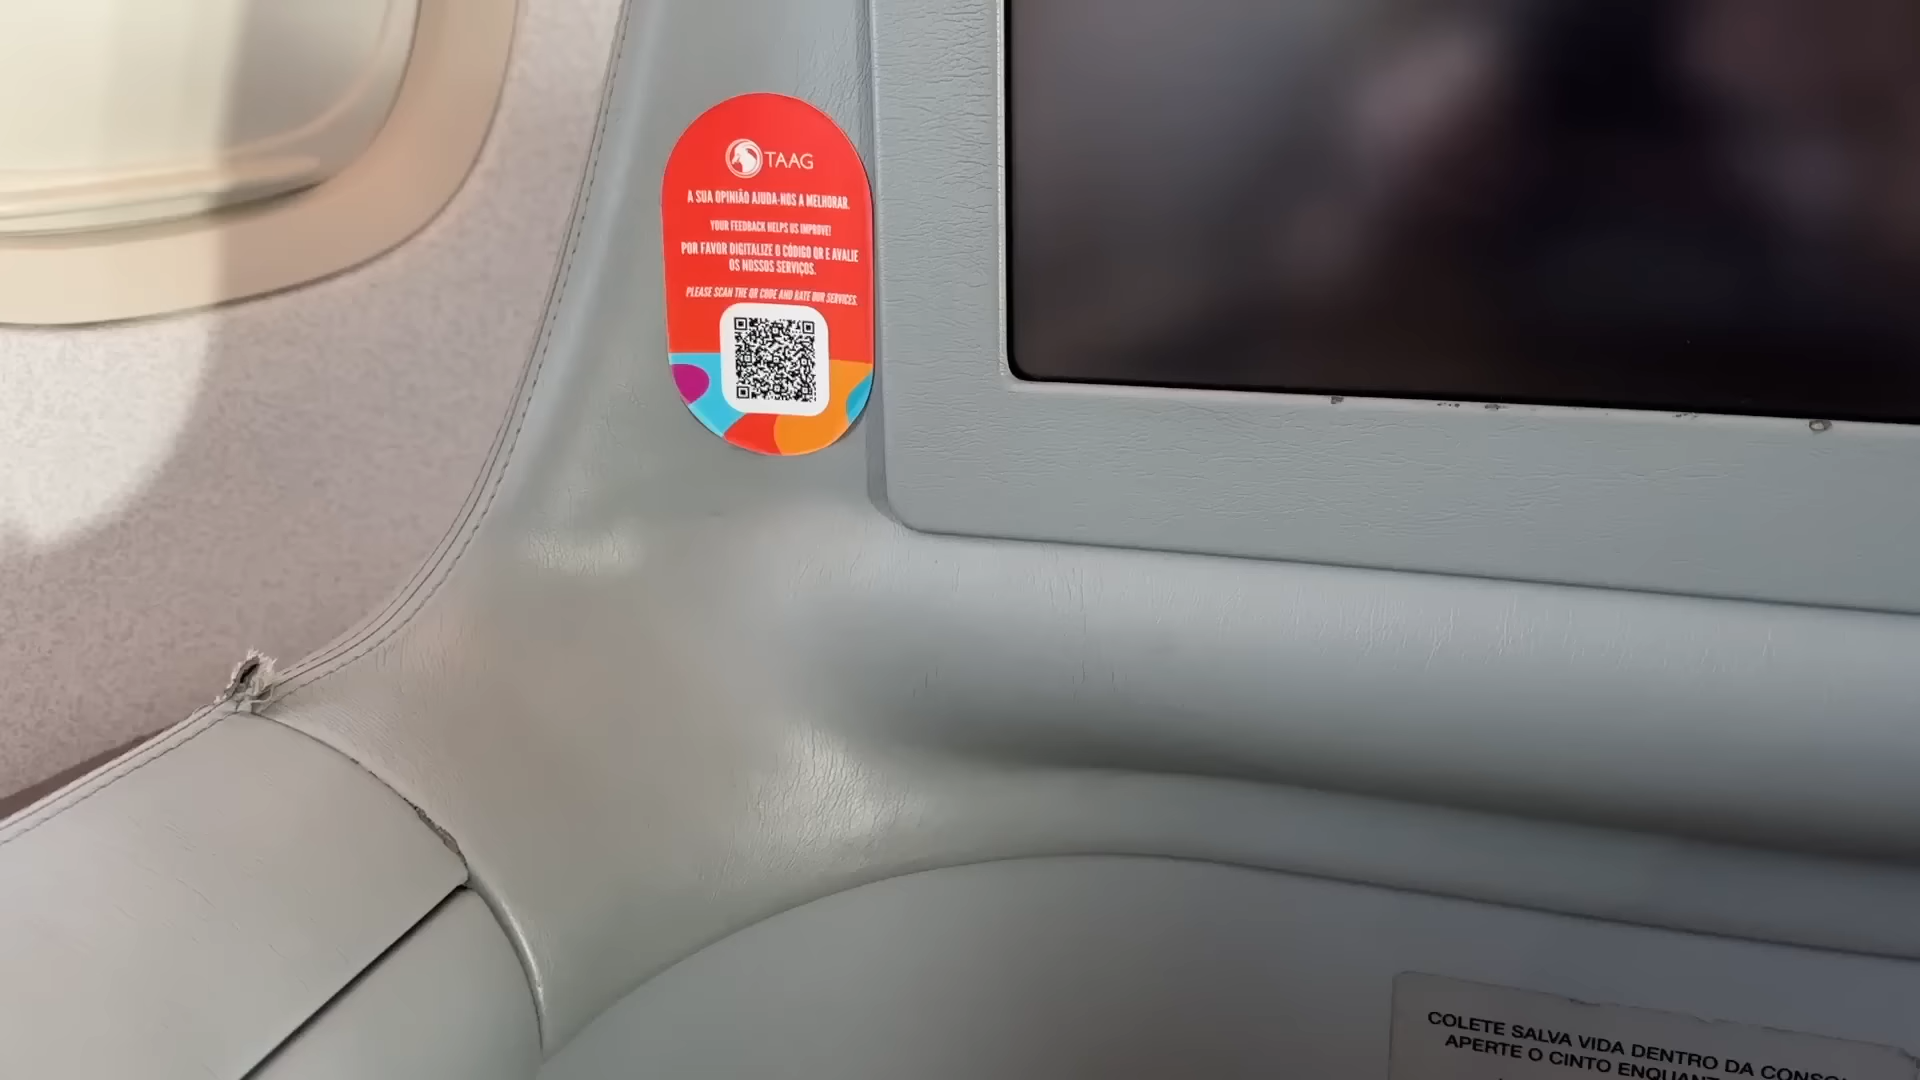 TAAG
A SUA OPINIÃO AJUDA-NOS A MELHORAR.
YOUR FEEDBACK HELPS US IMPROVE!
POR FAVOR DIGITALIZE O CÓDIGO QR E AVALIE
OS NOSSOS SERVIÇOS.
PLEASE SCAN THE QR CODE AND RATE OUR SERVICES.
COLETE SALVA VIDA DENTRO DA
APERTE O CINTO